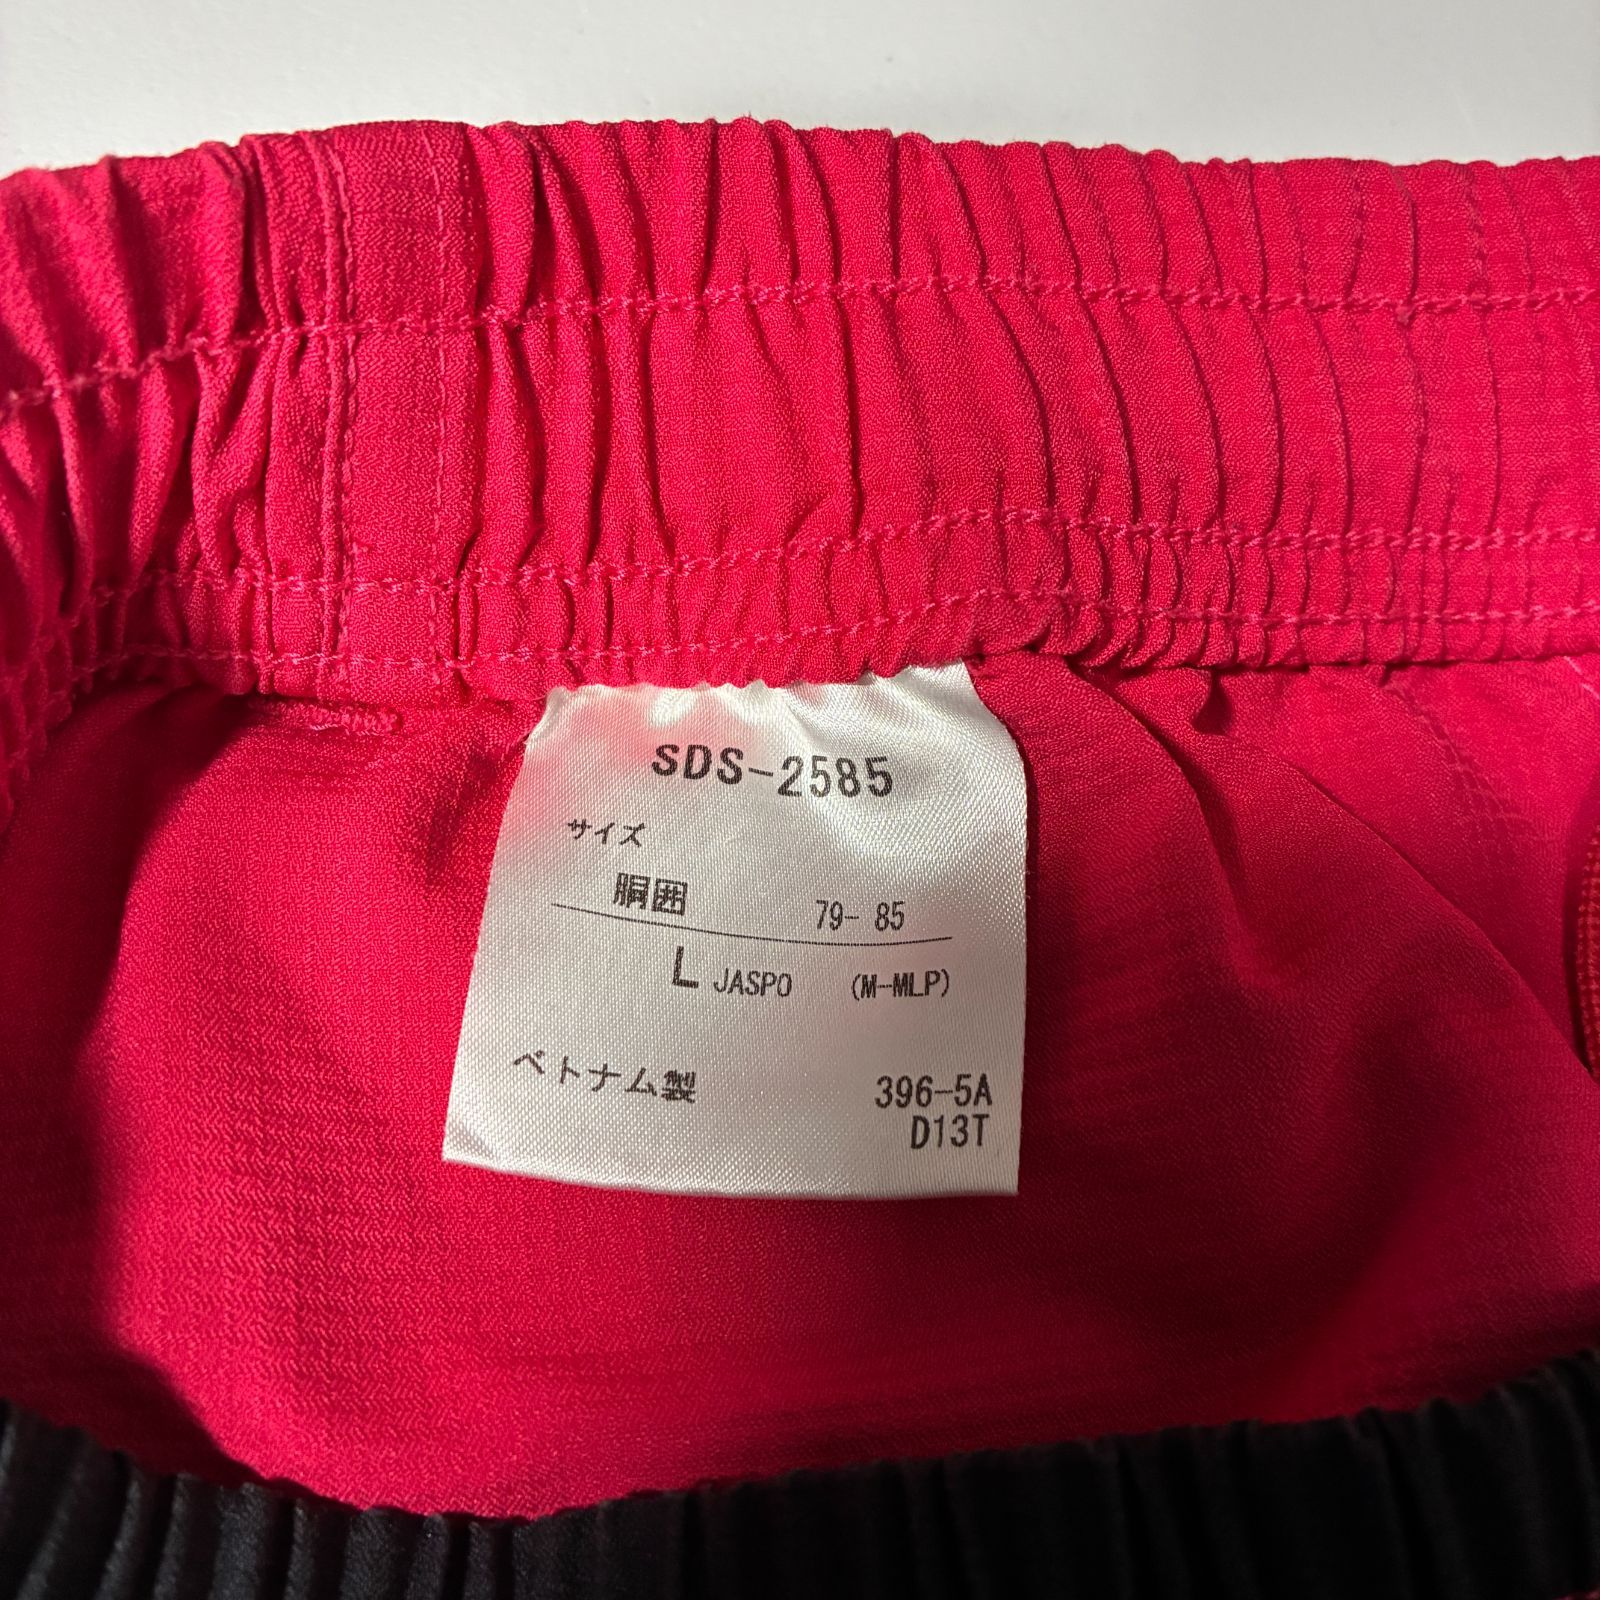 SDS-2585
サイズ
胴囲 79-85
L JASPO (M-MLP)
ベトナム製 396-5A
D13T